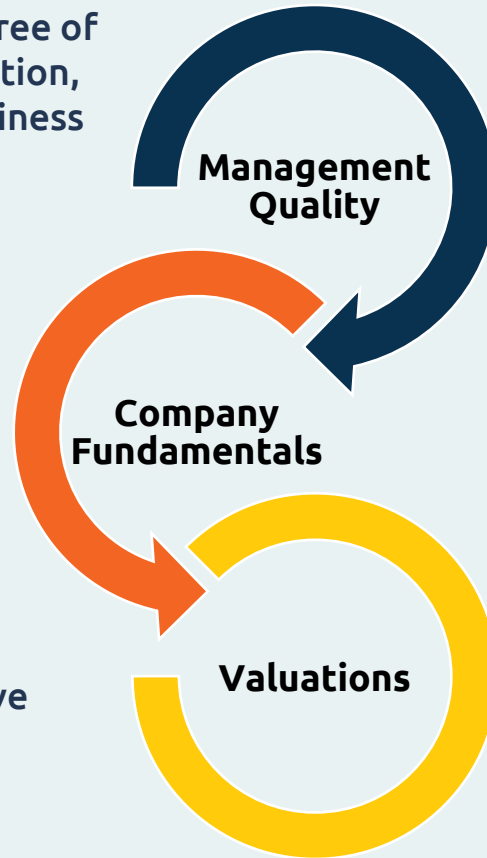 ree of
tion,
iness
Management
Quality
Company
Fundamentals
Valuations
ve